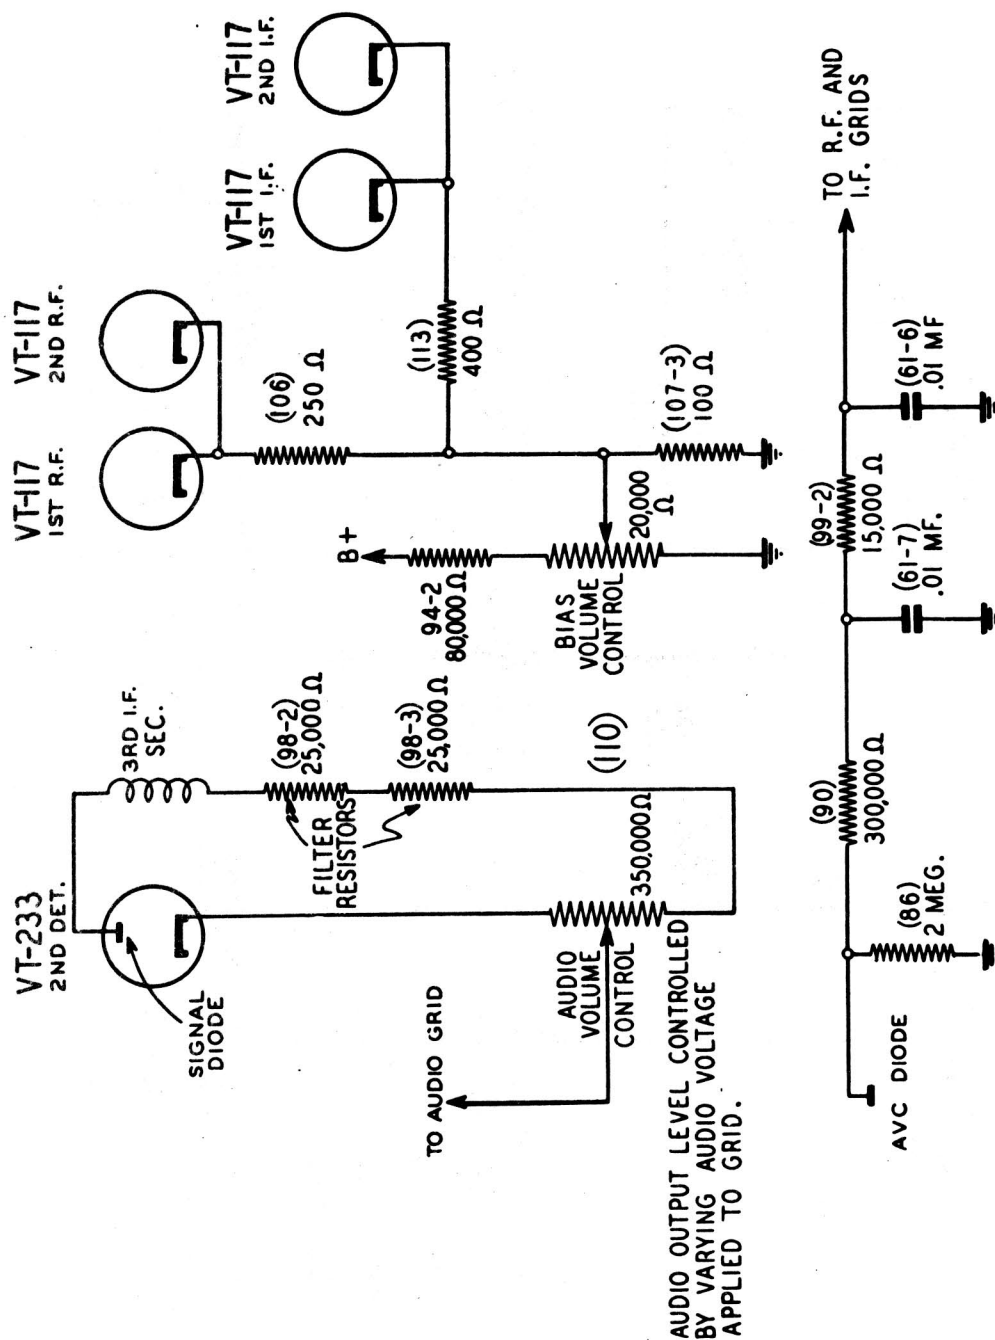 VT-233
2ND DET.
SIGNAL
DIODE
3RD I.F.
SEC.
(98-2)
25,000 Ω
FILTER
RESISTORS
(98-3)
25,000 Ω
(110)
350,000Ω
AUDIO
VOLUME
CONTROL
TO AUDIO GRID
AUDIO OUTPUT LEVEL CONTROLLED
BY VARYING AUDIO VOLTAGE
APPLIED TO GRID.
VT-117
1ST R.F.
VT-117
2ND R.F.
VT-117
1ST I.F.
VT-117
2ND I.F.
(106)
250 Ω
(113)
400 Ω
B+
94-2
80,000Ω
BIAS
VOLUME
CONTROL
20,000
Ω
(107-3)
100 Ω
AVC DIODE
(86)
2 MEG.
(90)
300,000Ω
(61-7)
.01 MF.
(99-2)
15,000 Ω
(61-6)
.01 MF
TO R.F. AND
I.F. GRIDS